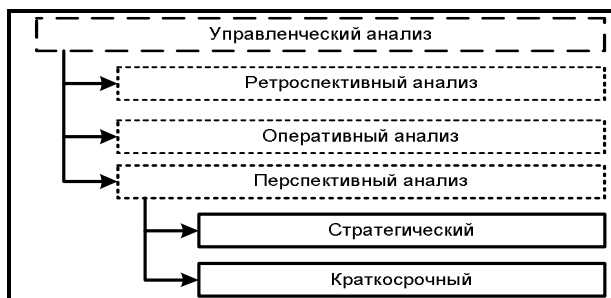 Управленческий анализ
Ретроспективный анализ
Оперативный анализ
Перспективный анализ
Стратегический
Краткосрочный